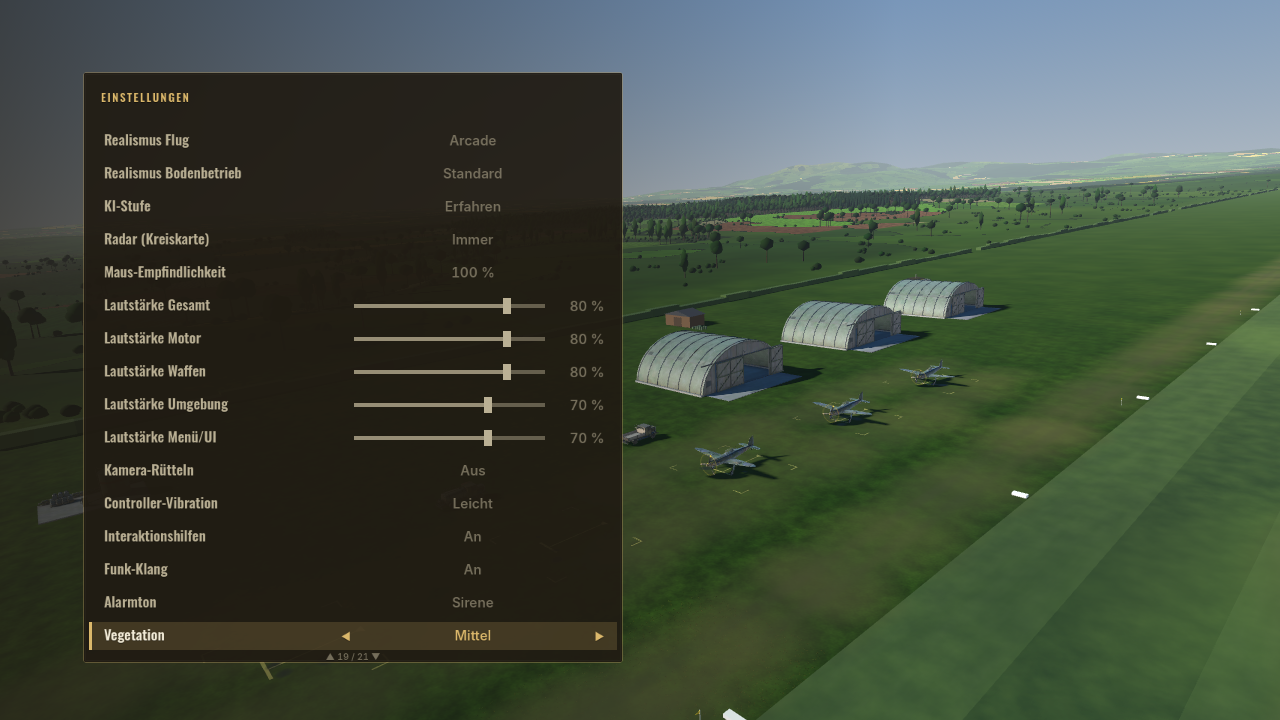 EINSTELLUNGEN
Realismus Flug Arcade
Realismus Bodenbetrieb Standard
KI-Stufe Erfahren
Radar (Kreiskarte) Immer
Maus-Empfindlichkeit 100 %
Lautstärke Gesamt 80 %
Lautstärke Motor 80 %
Lautstärke Waffen 80 %
Lautstärke Umgebung 70 %
Lautstärke Menü/UI 70 %
Kamera-Rütteln Aus
Controller-Vibration Leicht
Interaktionshilfen An
Funk-Klang An
Alarmton Sirene
Vegetation ◀ Mittel ▶
▲ 19 / 21 ▼